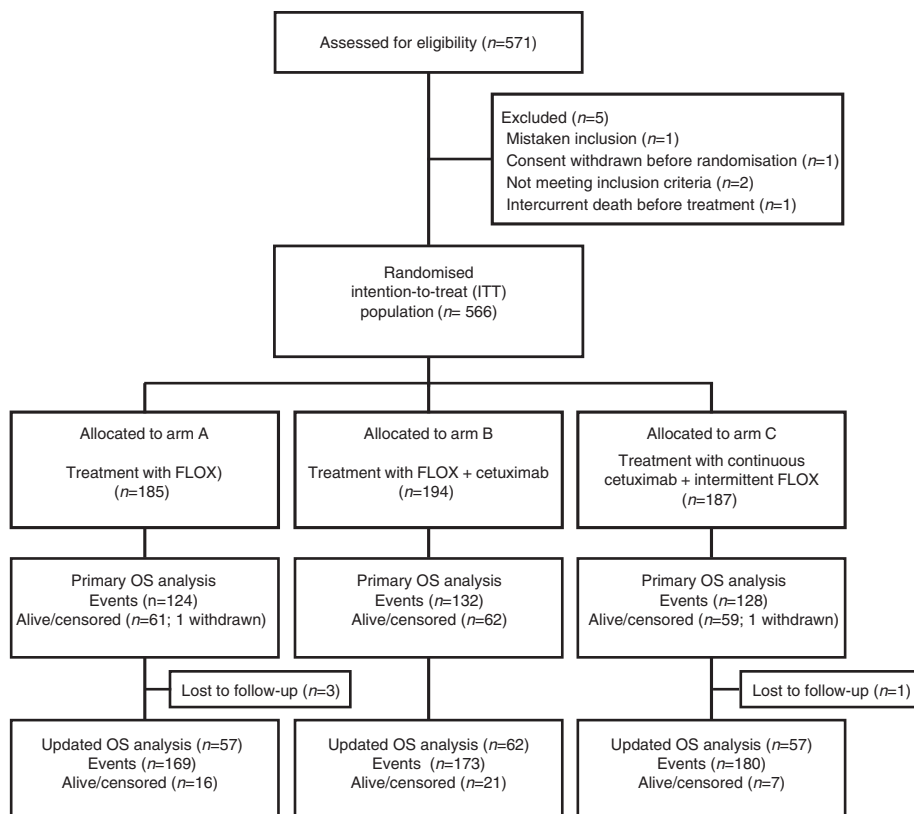 Assessed for eligibility (n=571)
Excluded (n=5)
Mistaken inclusion (n=1)
Consent withdrawn before randomisation (n=1)
Not meeting inclusion criteria (n=2)
Intercurrent death before treatment (n=1)
Randomised
intention-to-treat (ITT)
population (n= 566)
Allocated to arm A
Treatment with FLOX)
(n=185)
Allocated to arm B
Treatment with FLOX + cetuximab
(n=194)
Allocated to arm C
Treatment with continuous
cetuximab + intermittent FLOX
(n=187)
Primary OS analysis
Events (n=124)
Alive/censored (n=61; 1 withdrawn)
Primary OS analysis
Events (n=132)
Alive/censored (n=62)
Primary OS analysis
Events (n=128)
Alive/censored (n=59; 1 withdrawn)
Lost to follow-up (n=3)
Lost to follow-up (n=1)
Updated OS analysis (n=57)
Events (n=169)
Alive/censored (n=16)
Updated OS analysis (n=62)
Events (n=173)
Alive/censored (n=21)
Updated OS analysis (n=57)
Events (n=180)
Alive/censored (n=7)